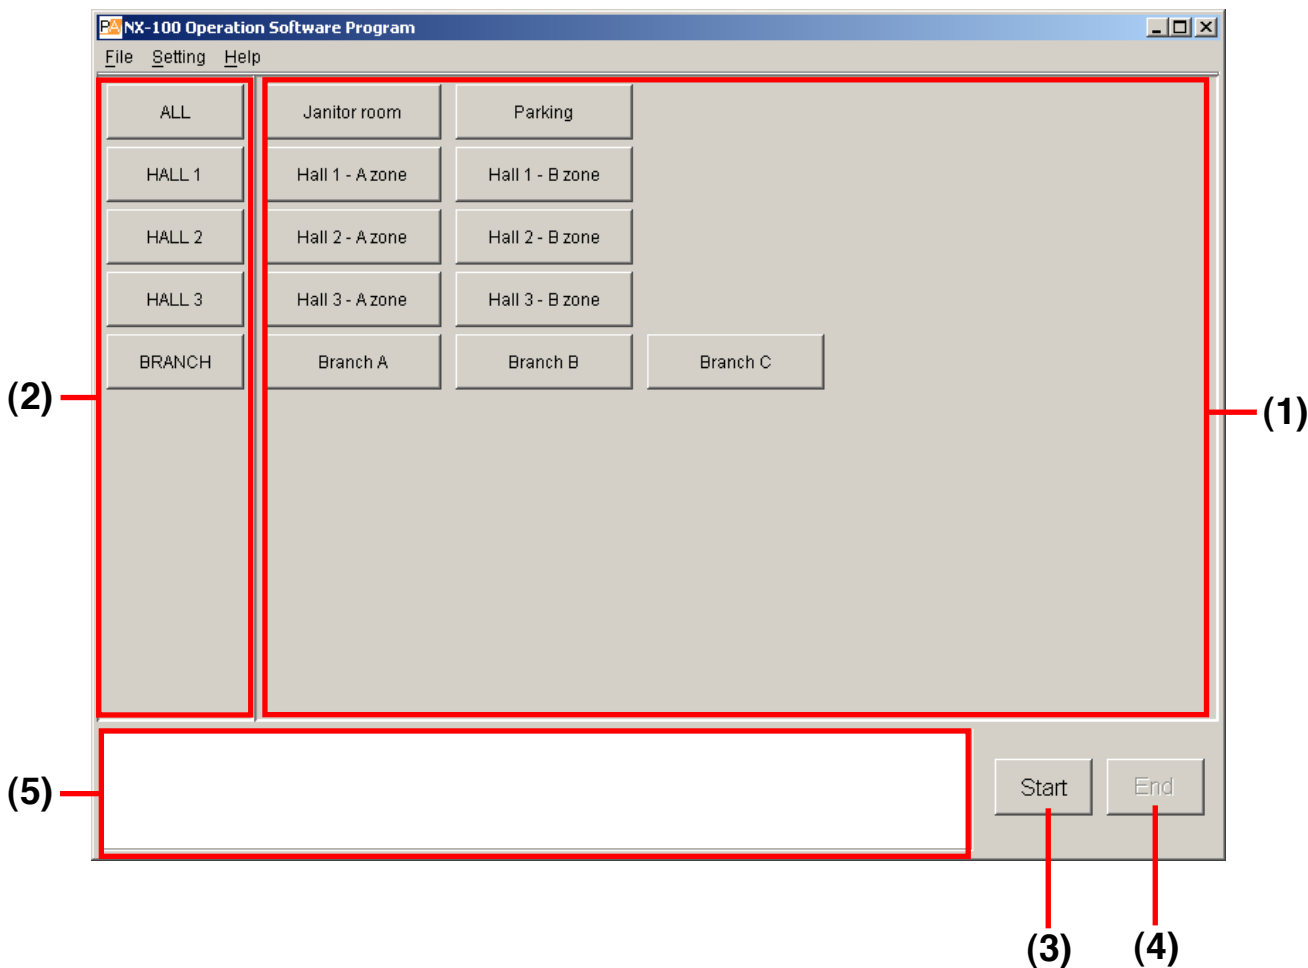 PA NX-100 Operation Software Program
File Setting Help
ALL Janitor room Parking
HALL 1 Hall 1 - A zone Hall 1 - B zone
HALL 2 Hall 2 - A zone Hall 2 - B zone
HALL 3 Hall 3 - A zone Hall 3 - B zone
BRANCH Branch A Branch B Branch C
(2)
(1)
(5)
Start End
(3) (4)